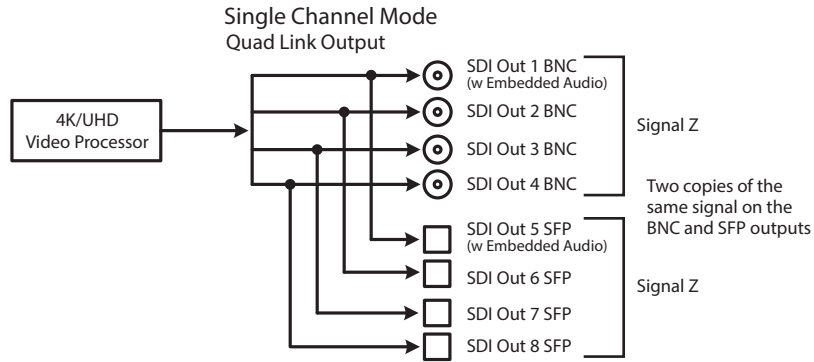 Single Channel Mode
Quad Link Output
4K/UHD
Video Processor
SDI Out 1 BNC
(w Embedded Audio)
SDI Out 2 BNC
SDI Out 3 BNC
SDI Out 4 BNC
Signal Z
Two copies of the
same signal on the
BNC and SFP outputs
SDI Out 5 SFP
(w Embedded Audio)
SDI Out 6 SFP
SDI Out 7 SFP
SDI Out 8 SFP
Signal Z